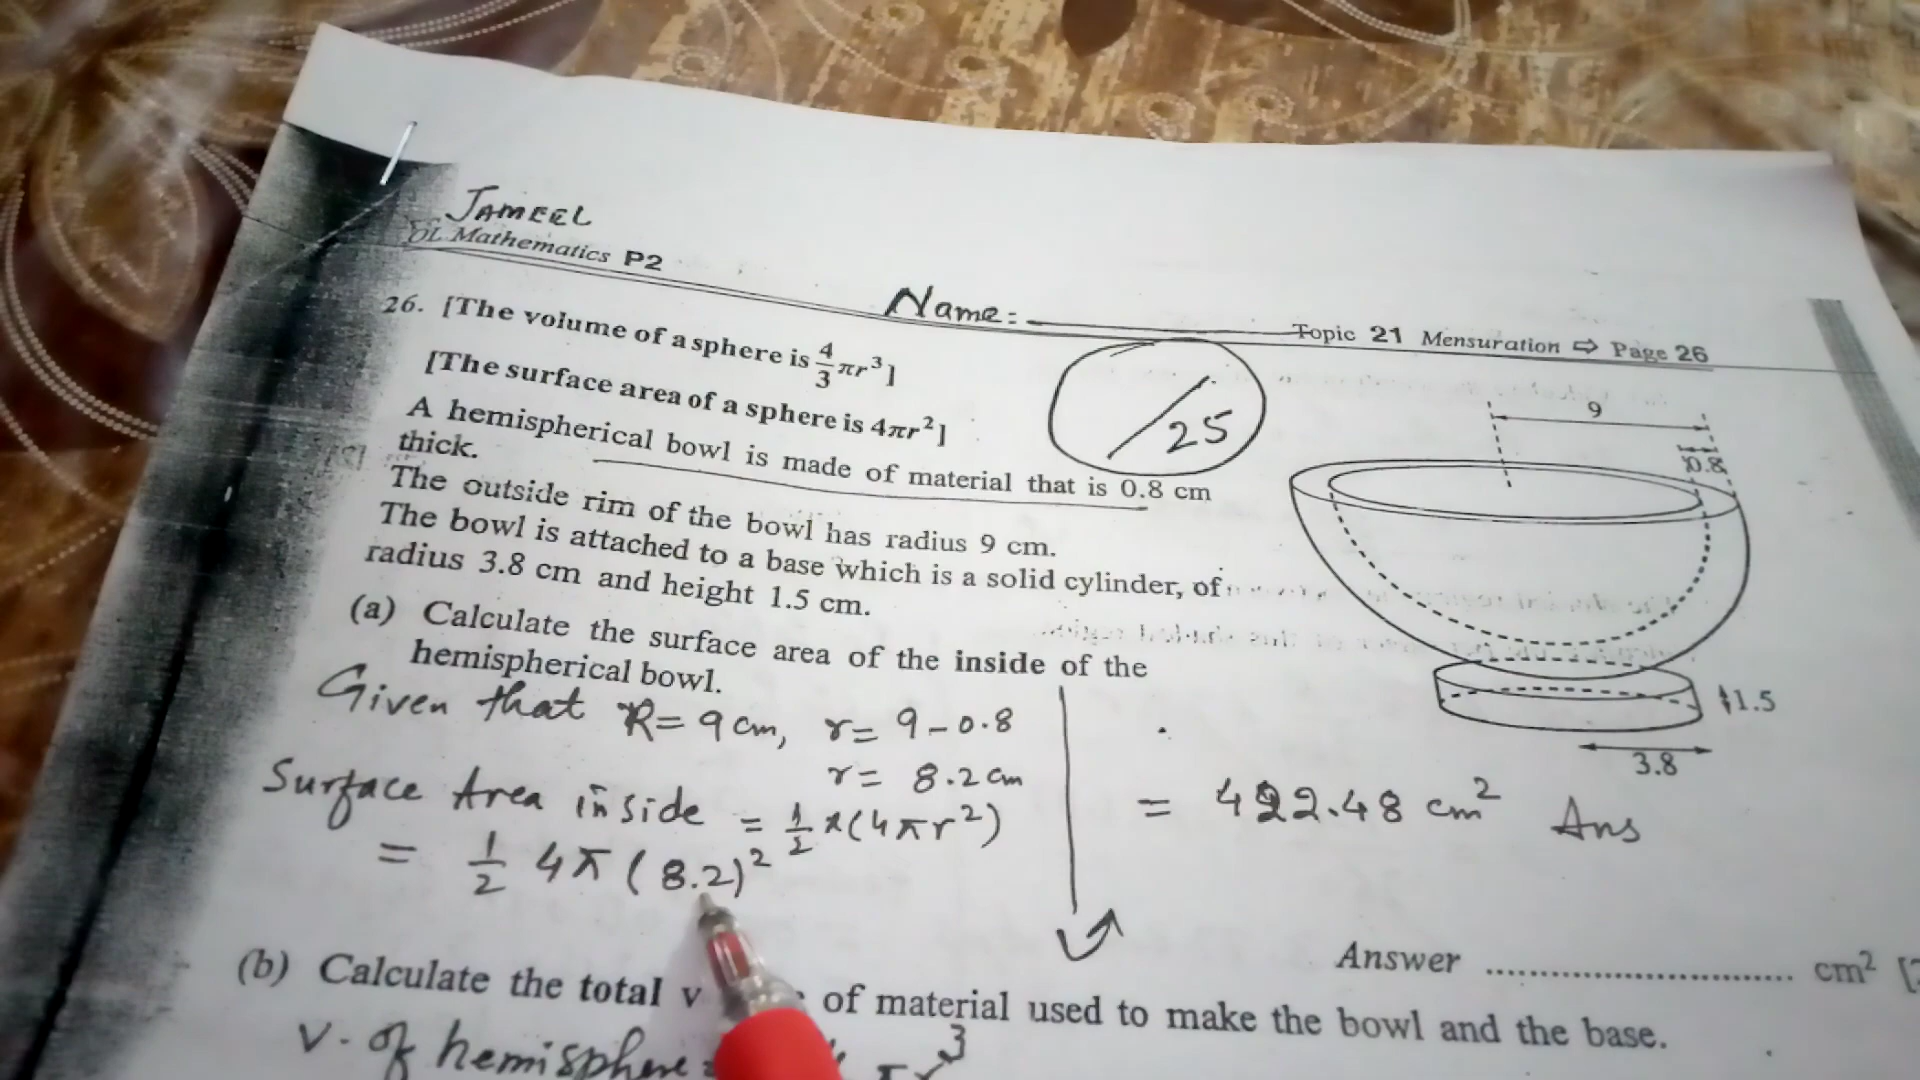 JAMEEL
OL Mathematics P2
Name:
Topic 21 Mensuration ⇨ Page 26
26. [The volume of a sphere is 4/3 πr³]
[The surface area of a sphere is 4πr²]
/25
A hemispherical bowl is made of material that is 0.8 cm
thick.
The outside rim of the bowl has radius 9 cm.
The bowl is attached to a base which is a solid cylinder, of
radius 3.8 cm and height 1.5 cm.
9
0.8
1.5
3.8
(a) Calculate the surface area of the inside of the
hemispherical bowl.
Given that R = 9 cm, r = 9 - 0.8
r = 8.2 cm
Surface Area inside = 1/2 x (4πr²)
= 1/2 4π (8.2)²
= 422.48 cm² Ans
Answer .................................... cm² [2
(b) Calculate the total of material used to make the bowl and the base.
V. of hemisphere = πr³